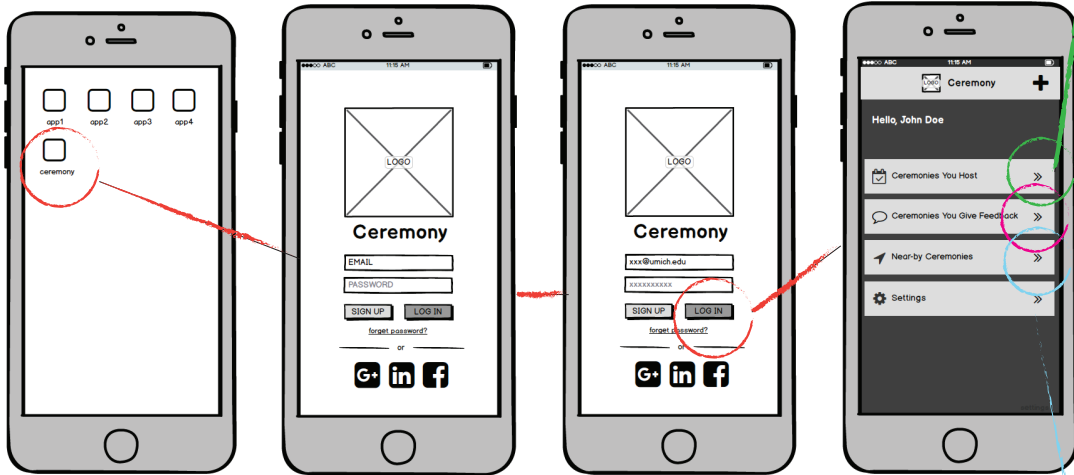 app1 app2 app3 app4
ceremony
ABC 11:15 AM
LOGO
Ceremony
EMAIL
PASSWORD
SIGN UP LOG IN
forget password?
or
G+ in f
ABC 11:15 AM
LOGO
Ceremony
xxx@umich.edu
xxxxxxxxxx
SIGN UP LOG IN
forget password?
or
G+ in f
ABC 11:15 AM
LOGO Ceremony
Hello, John Doe
Ceremonies You Host
Ceremonies You Give Feedback
Near-by Ceremonies
Settings